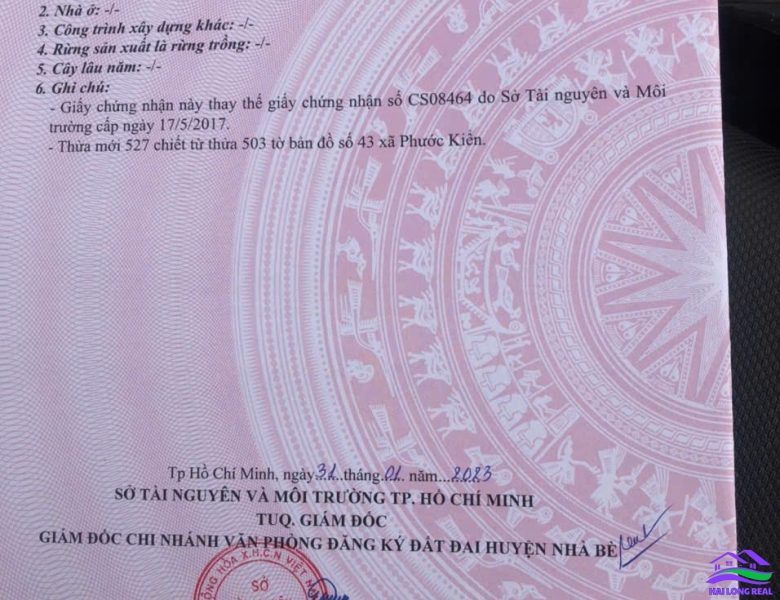 2. Nhà ở: -/-
3. Công trình xây dựng khác: -/-
4. Rừng sản xuất là rừng trồng: -/-
5. Cây lâu năm: -/-
6. Ghi chú:
- Giấy chứng nhận này thay thế giấy chứng nhận số CS08464 do Sở Tài nguyên và Môi
trường cấp ngày 17/5/2017.
- Thửa mới 527 chiết từ thửa 503 tờ bản đồ số 43 xã Phước Kiển.
Tp Hồ Chí Minh, ngày 31 tháng 01 năm 2023
SỞ TÀI NGUYÊN VÀ MÔI TRƯỜNG TP. HỒ CHÍ MINH
TUQ. GIÁM ĐỐC
GIÁM ĐỐC CHI NHÁNH VĂN PHÒNG ĐĂNG KÝ ĐẤT ĐAI HUYỆN NHÀ BÈ
HÒA X.H.C.N VIỆT
SỞ
HAI LONG REAL